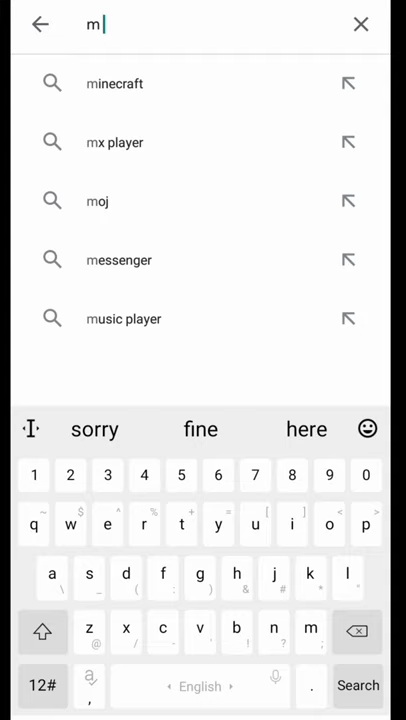 m
minecraft
mx player
moj
messenger
music player
sorry fine here
1 2 3 4 5 6 7 8 9 0
~ $ ^ % + = [ ] < >
q w e r t y u i o p
a s d f g h j k l
\ _ ( : ) & # * "
z x c v b n m
@ / - ' ! ? ;
12# a , English . Search